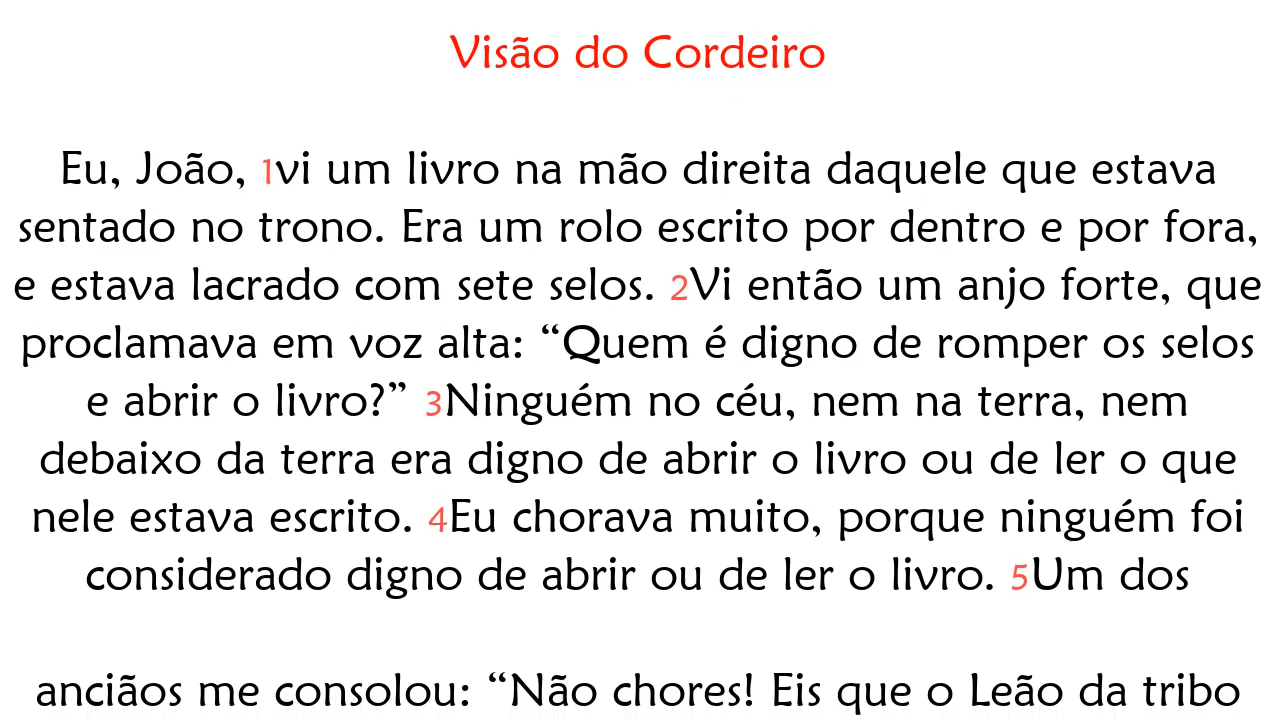 Visão do Cordeiro
Eu, João, 1vi um livro na mão direita daquele que estava
sentado no trono. Era um rolo escrito por dentro e por fora,
e estava lacrado com sete selos. 2Vi então um anjo forte, que
proclamava em voz alta: “Quem é digno de romper os selos
e abrir o livro?” 3Ninguém no céu, nem na terra, nem
debaixo da terra era digno de abrir o livro ou de ler o que
nele estava escrito. 4Eu chorava muito, porque ninguém foi
considerado digno de abrir ou de ler o livro. 5Um dos
anciãos me consolou: “Não chores! Eis que o Leão da tribo